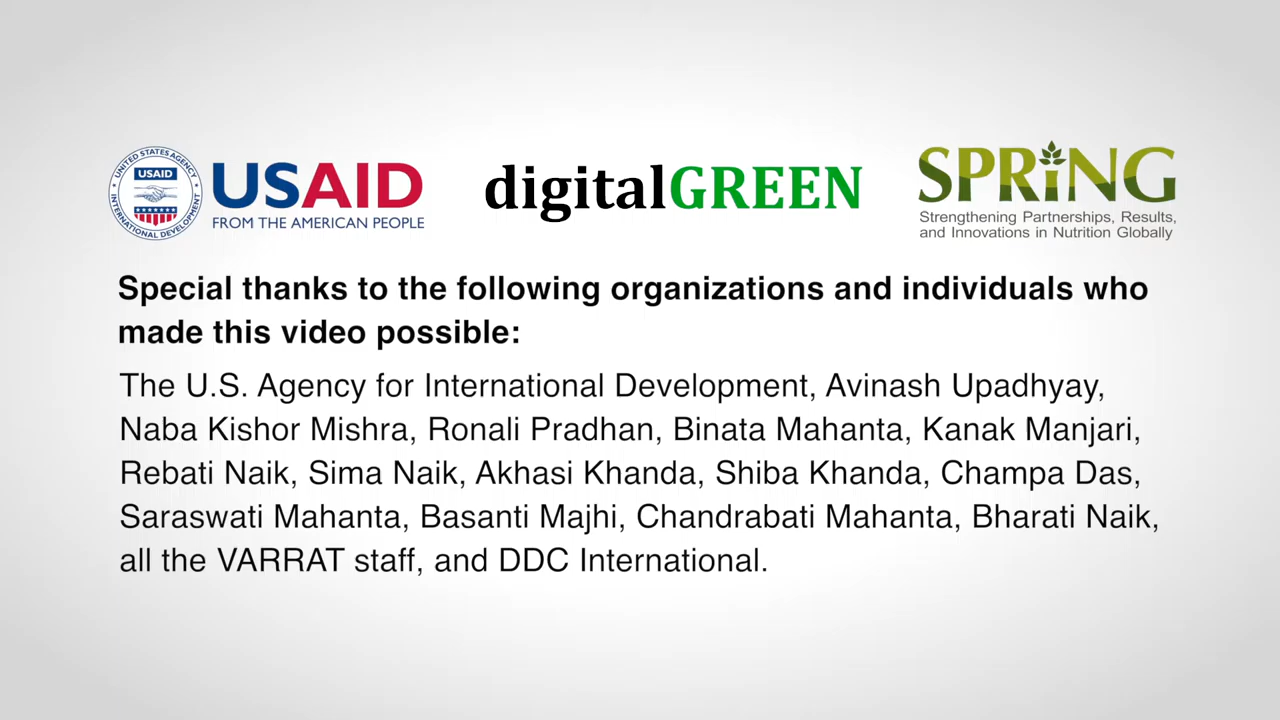 UNITED STATES AGENCY
USAID
INTERNATIONAL DEVELOPMENT
USAID
FROM THE AMERICAN PEOPLE
digitalGREEN
SPRING
Strengthening Partnerships, Results,
and Innovations in Nutrition Globally
Special thanks to the following organizations and individuals who
made this video possible:
The U.S. Agency for International Development, Avinash Upadhyay,
Naba Kishor Mishra, Ronali Pradhan, Binata Mahanta, Kanak Manjari,
Rebati Naik, Sima Naik, Akhasi Khanda, Shiba Khanda, Champa Das,
Saraswati Mahanta, Basanti Majhi, Chandrabati Mahanta, Bharati Naik,
all the VARRAT staff, and DDC International.